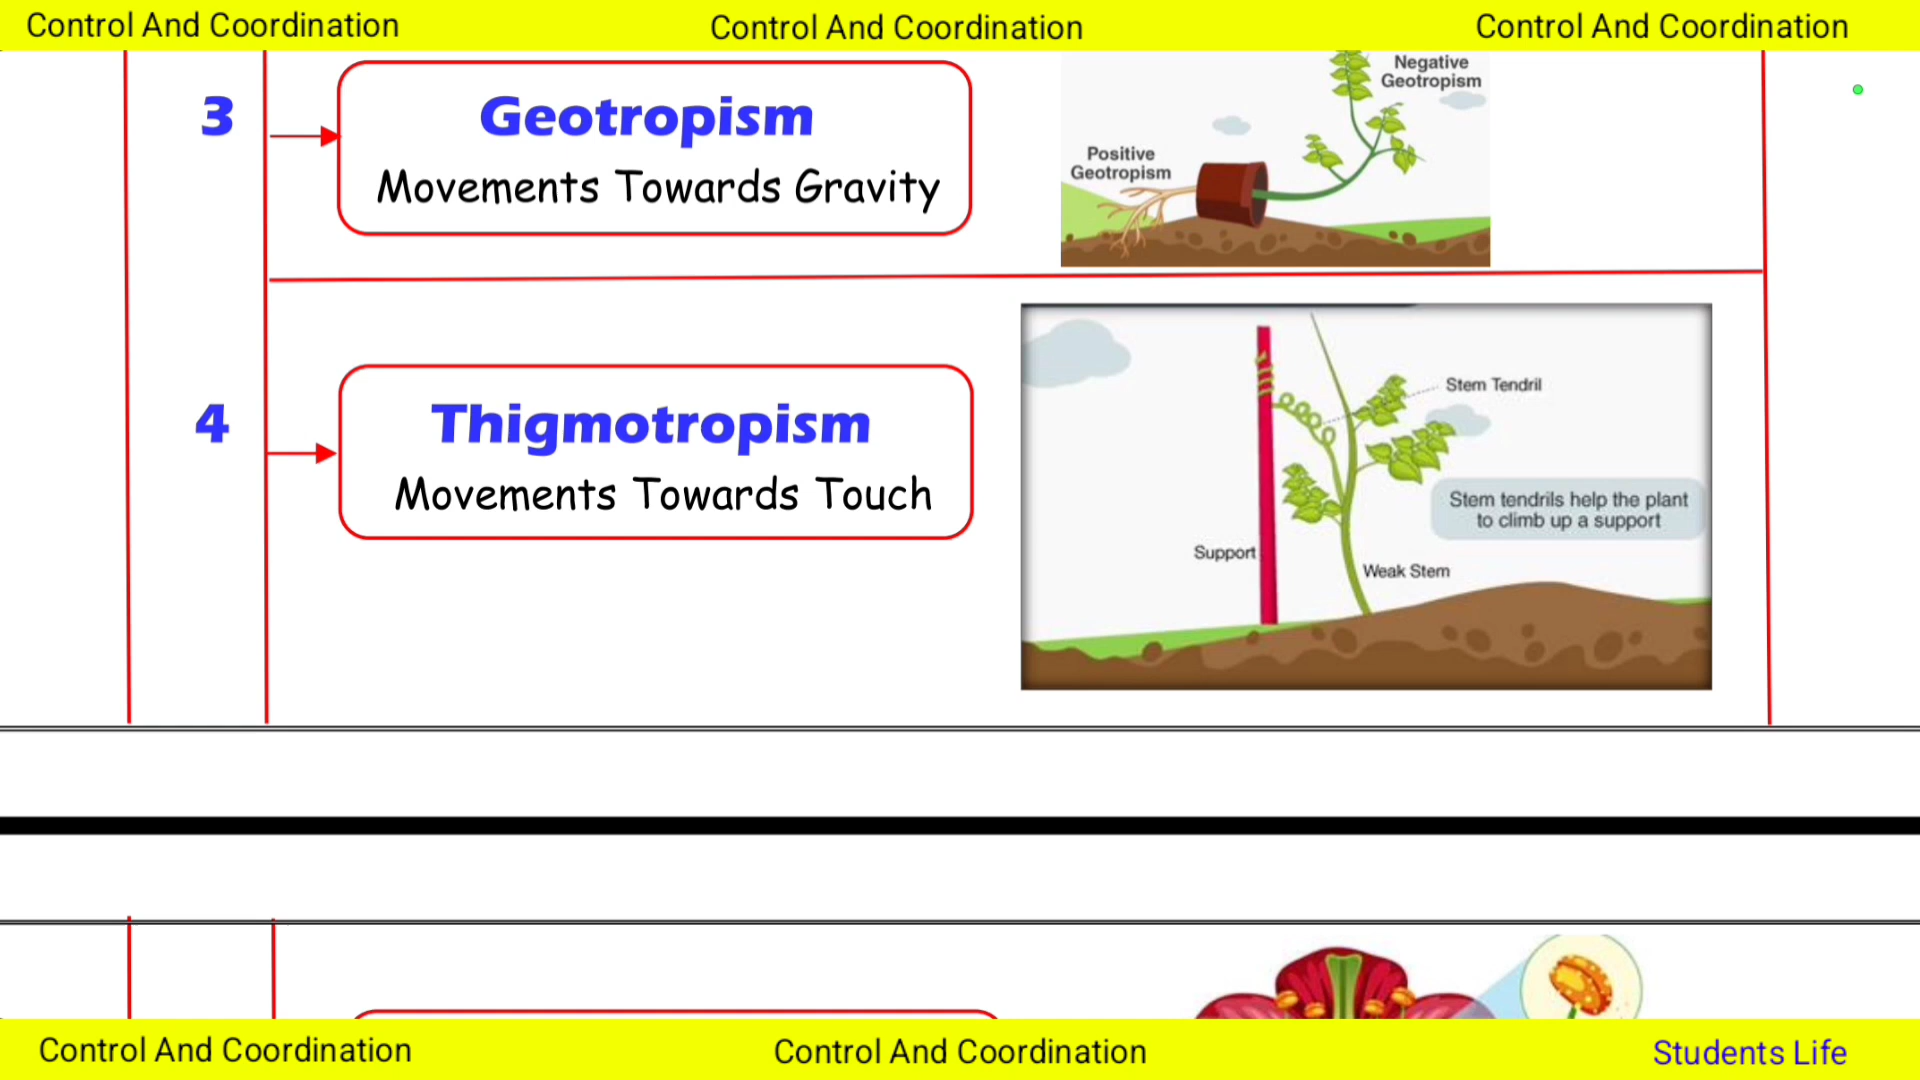 Control And Coordination
Control And Coordination
Control And Coordination
3
Geotropism
Movements Towards Gravity
Negative
Geotropism
Positive
Geotropism
4
Thigmotropism
Movements Towards Touch
Stem Tendril
Stem tendrils help the plant
to climb up a support
Support
Weak Stem
Control And Coordination
Control And Coordination
Students Life